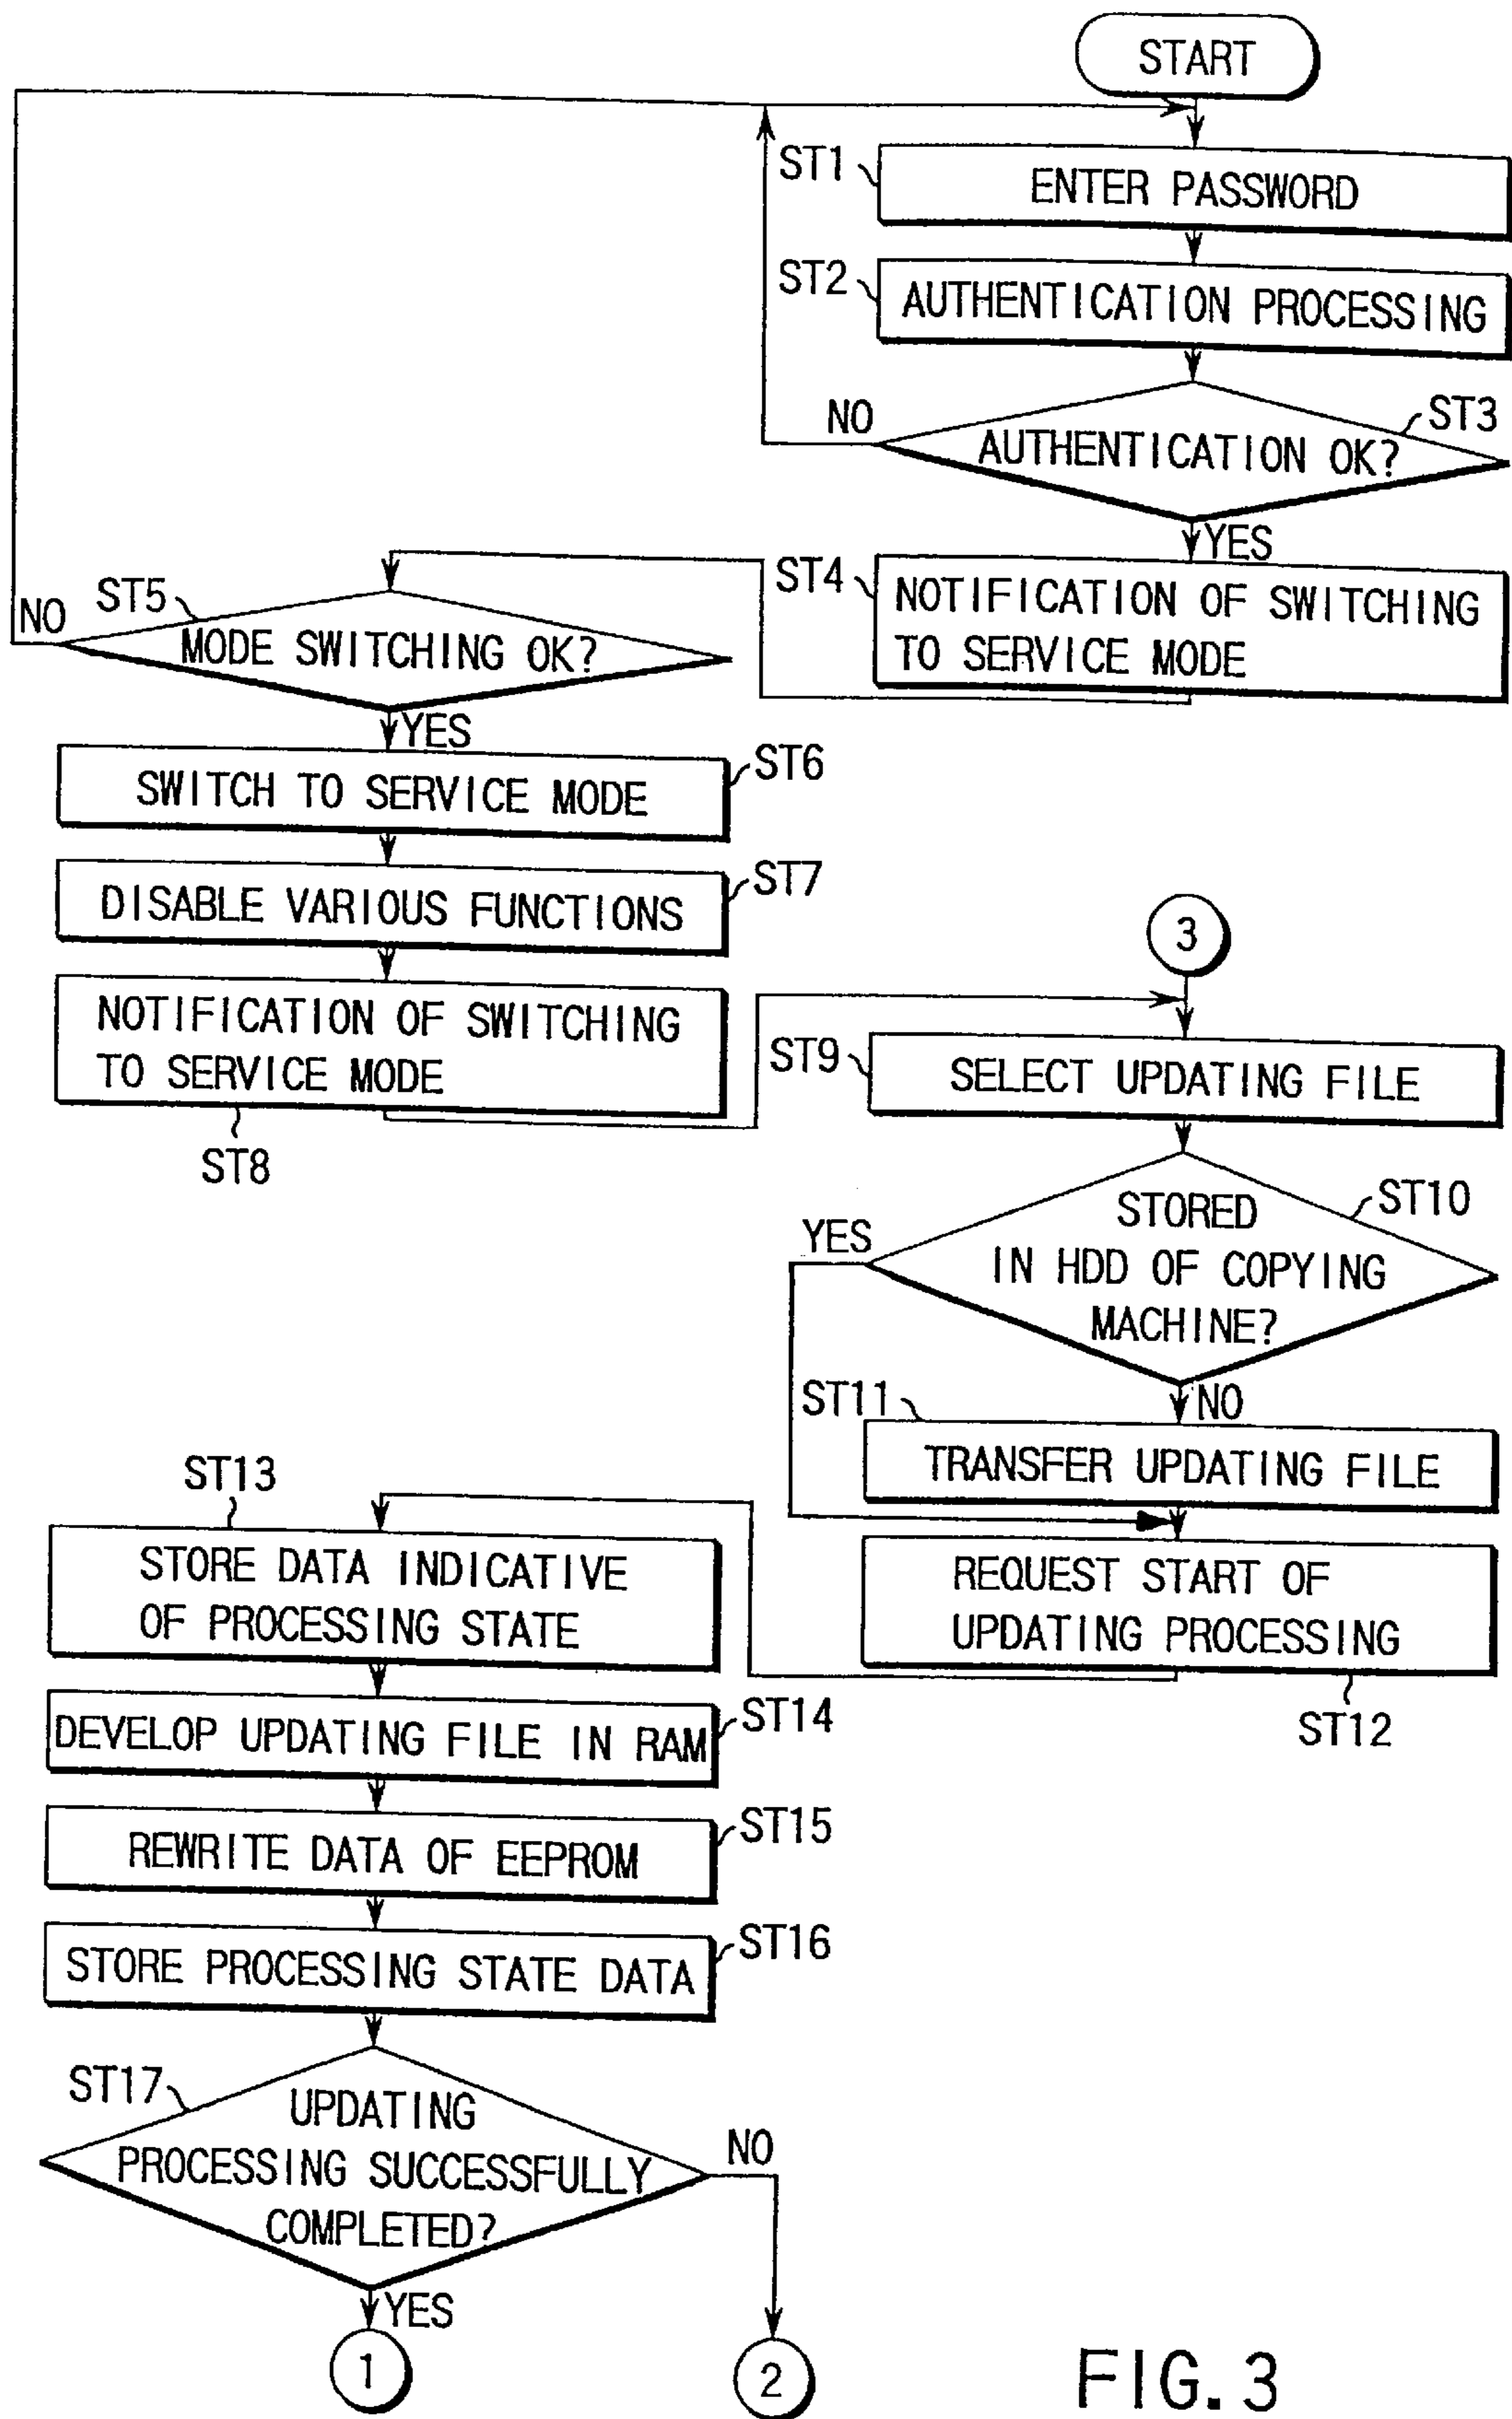 START
ST1
ENTER PASSWORD
ST2
AUTHENTICATION PROCESSING
NO
AUTHENTICATION OK?
ST3
YES
ST4
NOTIFICATION OF SWITCHING
TO SERVICE MODE
NO
ST5
MODE SWITCHING OK?
YES
SWITCH TO SERVICE MODE
ST6
DISABLE VARIOUS FUNCTIONS
ST7
NOTIFICATION OF SWITCHING
TO SERVICE MODE
ST8
3
ST9
SELECT UPDATING FILE
YES
STORED
IN HDD OF COPYING
MACHINE?
ST10
NO
ST11
TRANSFER UPDATING FILE
REQUEST START OF
UPDATING PROCESSING
ST12
ST13
STORE DATA INDICATIVE
OF PROCESSING STATE
DEVELOP UPDATING FILE IN RAM
ST14
REWRITE DATA OF EEPROM
ST15
STORE PROCESSING STATE DATA
ST16
ST17
UPDATING
PROCESSING SUCCESSFULLY
COMPLETED?
NO
YES
1
2
FIG. 3